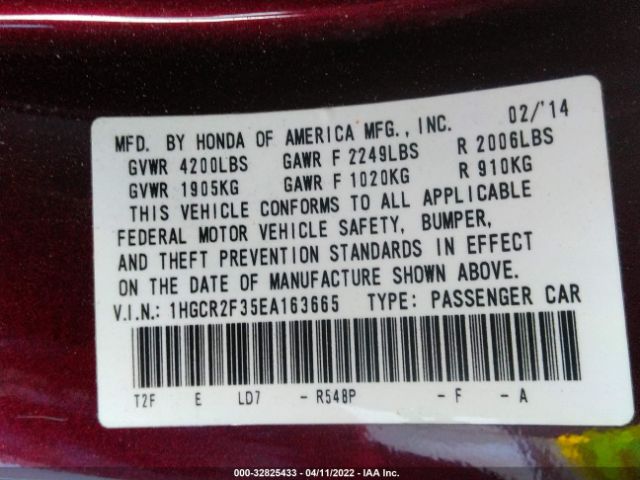 MFD. BY HONDA OF AMERICA MFG., INC. 02/'14
GVWR 4200LBS GAWR F 2249LBS R 2006LBS
GVWR 1905KG GAWR F 1020KG R 910KG
THIS VEHICLE CONFORMS TO ALL APPLICABLE
FEDERAL MOTOR VEHICLE SAFETY, BUMPER,
AND THEFT PREVENTION STANDARDS IN EFFECT
ON THE DATE OF MANUFACTURE SHOWN ABOVE.
V.I.N.: 1HGCR2F35EA163665 TYPE: PASSENGER CAR
T2F E LD7 - R548P - F - A
000-32825433 - 04/11/2022 - IAA Inc.